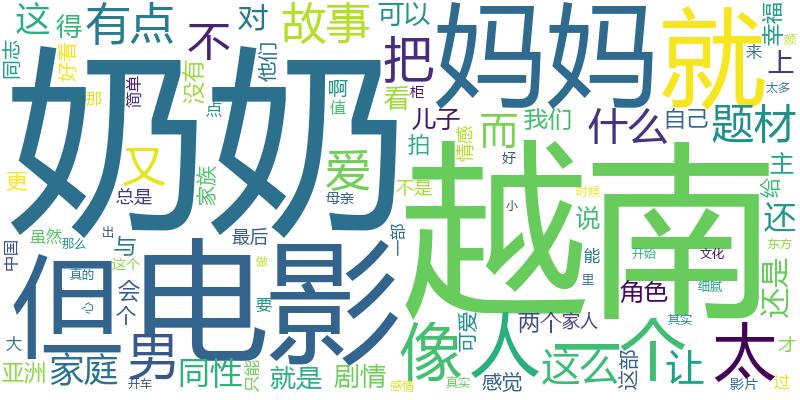 这
得
有点
故事
可以
不
对
把
妈妈
就
幸福
颜
同志
好看
那
简单
没有
他们
啊
值
看
柜
来
上
太多
奶奶
更
又
总是
点
家族
爱
母亲
儿子
情感
拍
不是
而
我们
好
什么
自己
题材
主
给
时候
还
越南
小
说
中国
虽然
那么
出
与
这个
真的
最后
一部
做
能
里
开始
文化
东方
细腻
还是
但
电影
心
会
个
要
角色
可爱
两个
家人
其实
大
亚洲
家庭
男
开车
同性
只能
就是
剧情
感情
像
真实
感觉
人
一个
这么
这部
让
太
影片
才
过